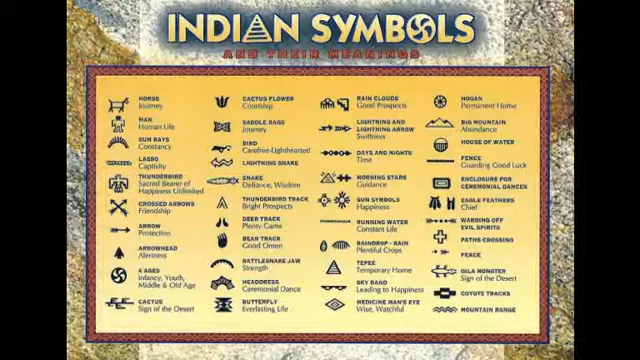 INDIAN SYMBOLS
AND THEIR MEANINGS
HORSE
Journey
MAN
Human Life
SUN RAYS
Constancy
LASSO
Captivity
THUNDERBIRD
Sacred Bearer of
Happiness Unlimited
CROSSED ARROWS
Friendship
ARROW
Protection
ARROWHEAD
Alertness
4 AGES
Infancy, Youth,
Middle & Old Age
CACTUS
Sign of the Desert
CACTUS FLOWER
Courtship
SADDLE BAGS
Journey
BIRD
Carefree-Lighthearted
LIGHTNING SNAKE
SNAKE
Defiance, Wisdom
THUNDERBIRD TRACK
Bright Prospects
DEER TRACK
Plenty Game
BEAR TRACK
Good Omen
RATTLESNAKE JAW
Strength
HEADDRESS
Ceremonial Dance
BUTTERFLY
Everlasting Life
RAIN CLOUDS
Good Prospects
LIGHTNING AND
LIGHTNING ARROW
Swiftness
DAYS AND NIGHTS
Time
MORNING STARS
Guidance
SUN SYMBOLS
Happiness
RUNNING WATER
Constant Life
RAINDROP - RAIN
Plentiful Crops
TEPEE
Temporary Home
SKY BAND
Leading to Happiness
MEDICINE MAN'S EYE
Wise, Watchful
HOGAN
Permanent Home
BIG MOUNTAIN
Abundance
HOUSE OF WATER
FENCE
Guarding Good Luck
ENCLOSURE FOR
CEREMONIAL DANCES
EAGLE FEATHERS
Chief
WARDING OFF
EVIL SPIRITS
PATHS CROSSING
PEACE
GILA MONSTER
Sign of the Desert
COYOTE TRACKS
MOUNTAIN RANGE